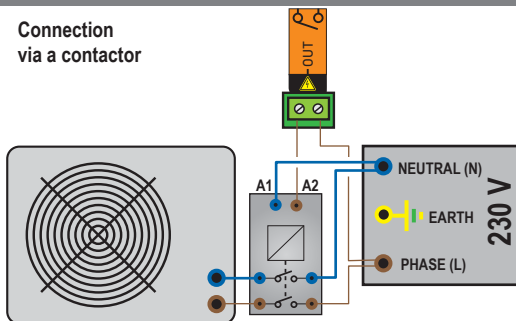 Connection
via a contactor
OUT
A1
A2
NEUTRAL (N)
EARTH
PHASE (L)
230 V